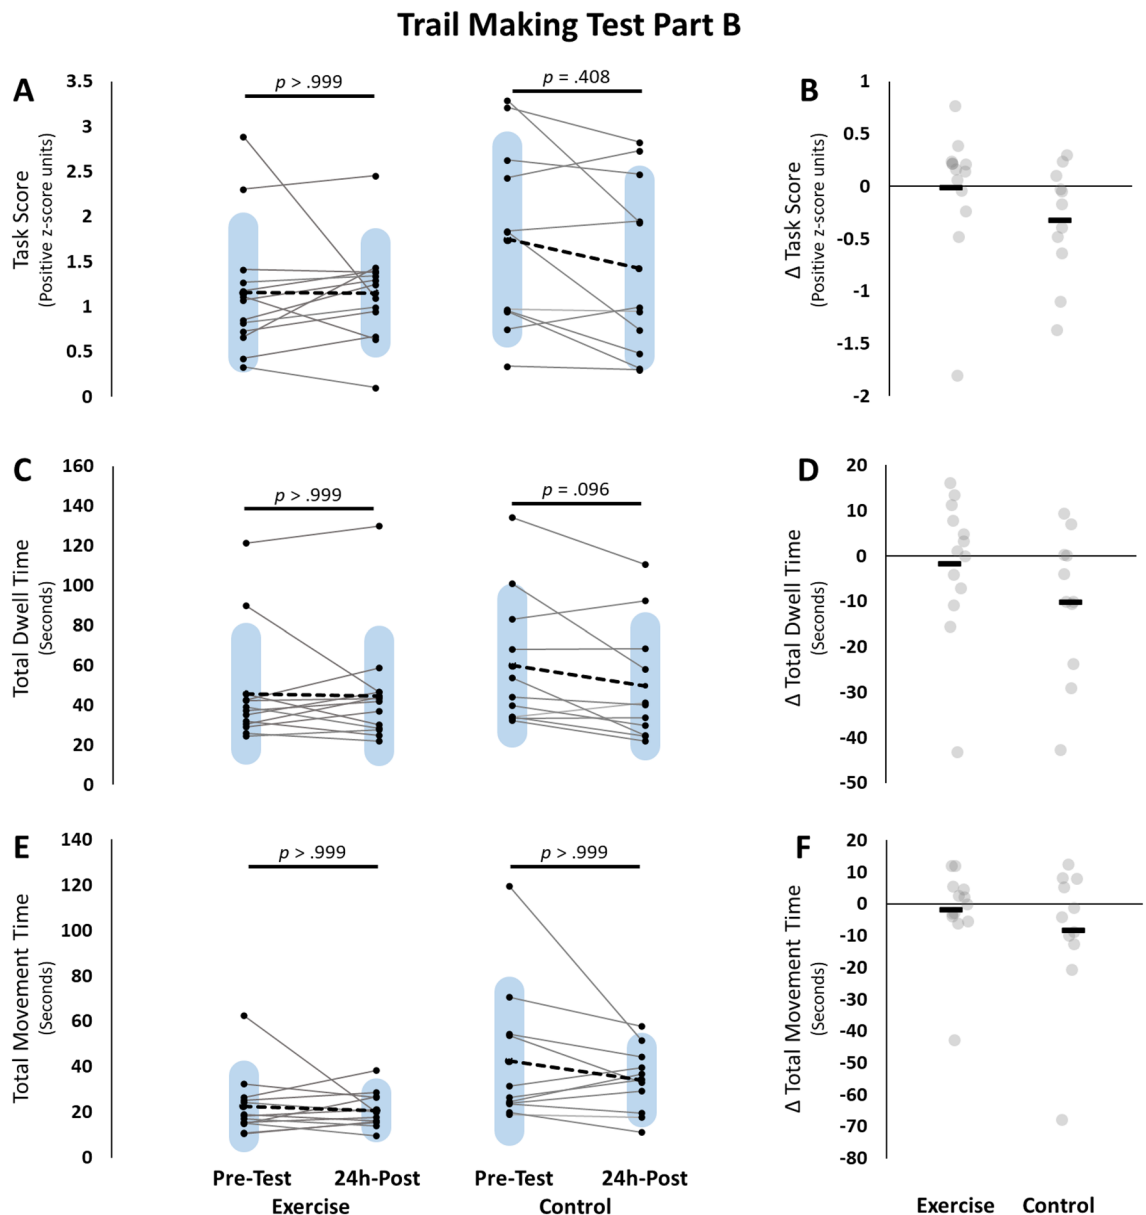 Trail Making Test Part B
A
Task Score
(Positive z-score units)
3.5
3
2.5
2
1.5
1
0.5
0
p > .999
p = .408
B
Δ Task Score
(Positive z-score units)
1
0.5
0
-0.5
-1
-1.5
-2
C
Total Dwell Time
(Seconds)
160
140
120
100
80
60
40
20
0
p > .999
p = .096
D
Δ Total Dwell Time
(Seconds)
20
10
0
-10
-20
-30
-40
-50
E
Total Movement Time
(Seconds)
140
120
100
80
60
40
20
0
p > .999
p > .999
F
Δ Total Movement Time
(Seconds)
20
10
0
-10
-20
-30
-40
-50
-60
-70
-80
Pre-Test 24h-Post Pre-Test 24h-Post
Exercise Control
Exercise Control